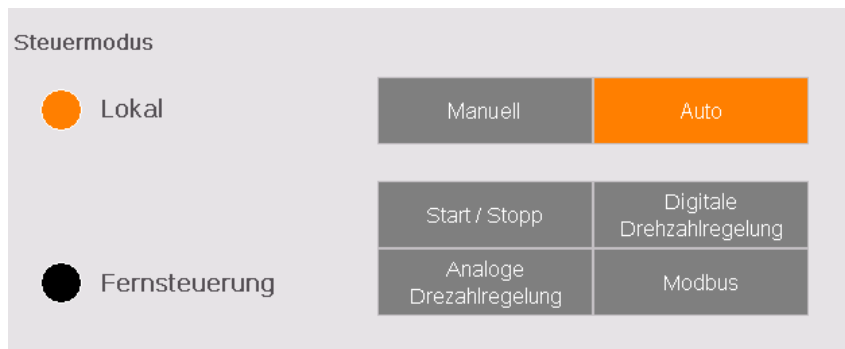 Steuermodus
Lokal
Manuell
Auto
Start / Stopp
Digitale
Drehzahlregelung
Fernsteuerung
Analoge
Drezahlregelung
Modbus